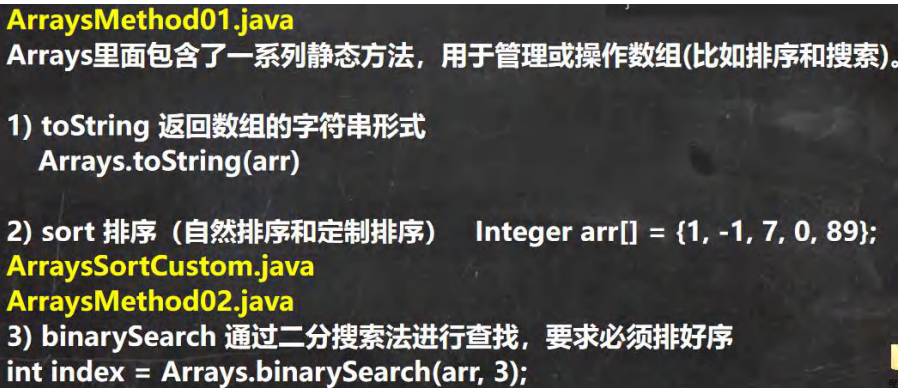 ArraysMethod01.java
Arrays里面包含了一系列静态方法，用于管理或操作数组(比如排序和搜索)。
1) toString 返回数组的字符串形式
Arrays.toString(arr)
2) sort 排序（自然排序和定制排序） Integer arr[] = {1, -1, 7, 0, 89};
ArraysSortCustom.java
ArraysMethod02.java
3) binarySearch 通过二分搜索法进行查找，要求必须排好序
int index = Arrays.binarySearch(arr, 3);